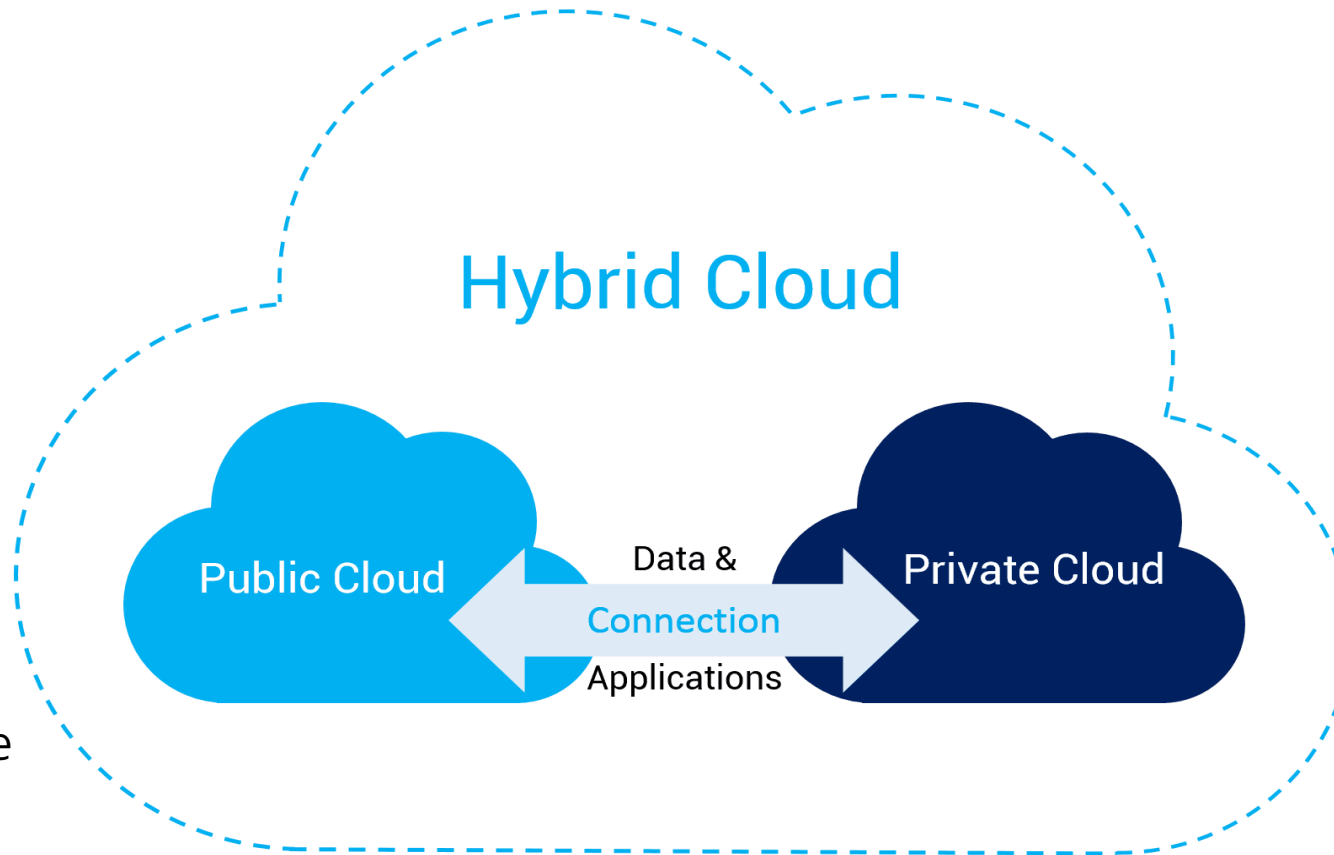 Hybrid Cloud
Public Cloud
Data &
Connection
Applications
Private Cloud
e